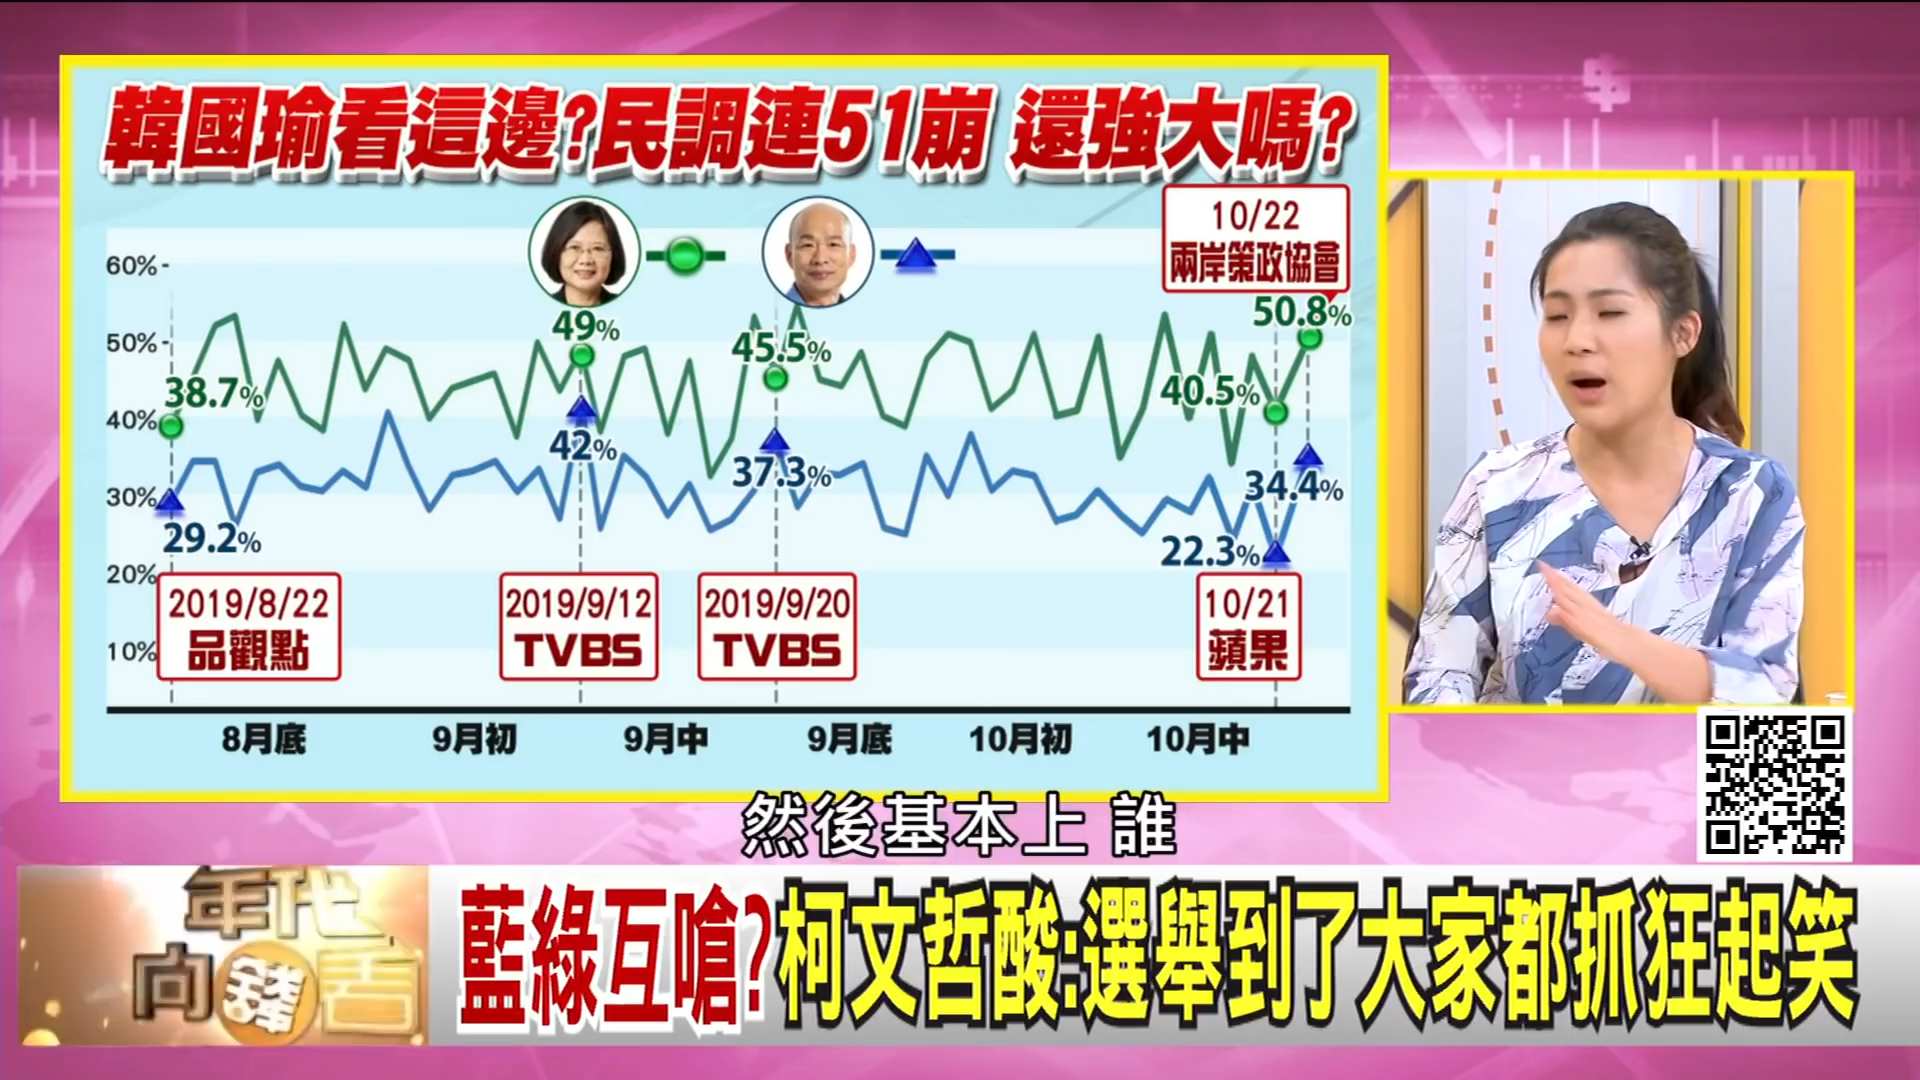 韓國瑜看這邊?民調連51崩 還強大嗎?
10/22
兩岸策政協會
60%
50%
40%
30%
20%
10%
38.7%
49%
45.5%
40.5%
50.8%
29.2%
42%
37.3%
22.3%
34.4%
2019/8/22
品觀點
2019/9/12
TVBS
2019/9/20
TVBS
10/21
蘋果
8月底
9月初
9月中
9月底
10月初
10月中
然後基本上 誰
年代
向錢看
藍綠互嗆?柯文哲酸:選舉到了大家都抓狂起笑